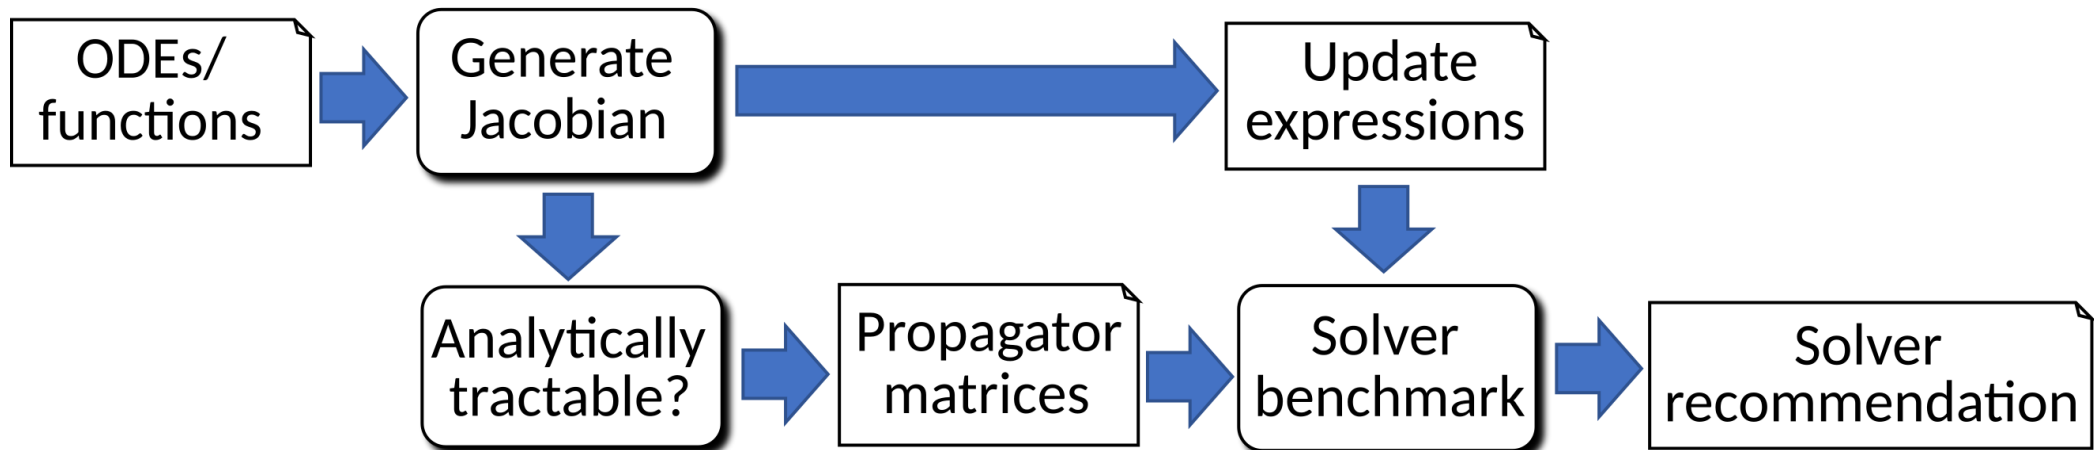 ODEs/
functions
Generate
Jacobian
Update
expressions
Analytically
tractable?
Propagator
matrices
Solver
benchmark
Solver
recommendation